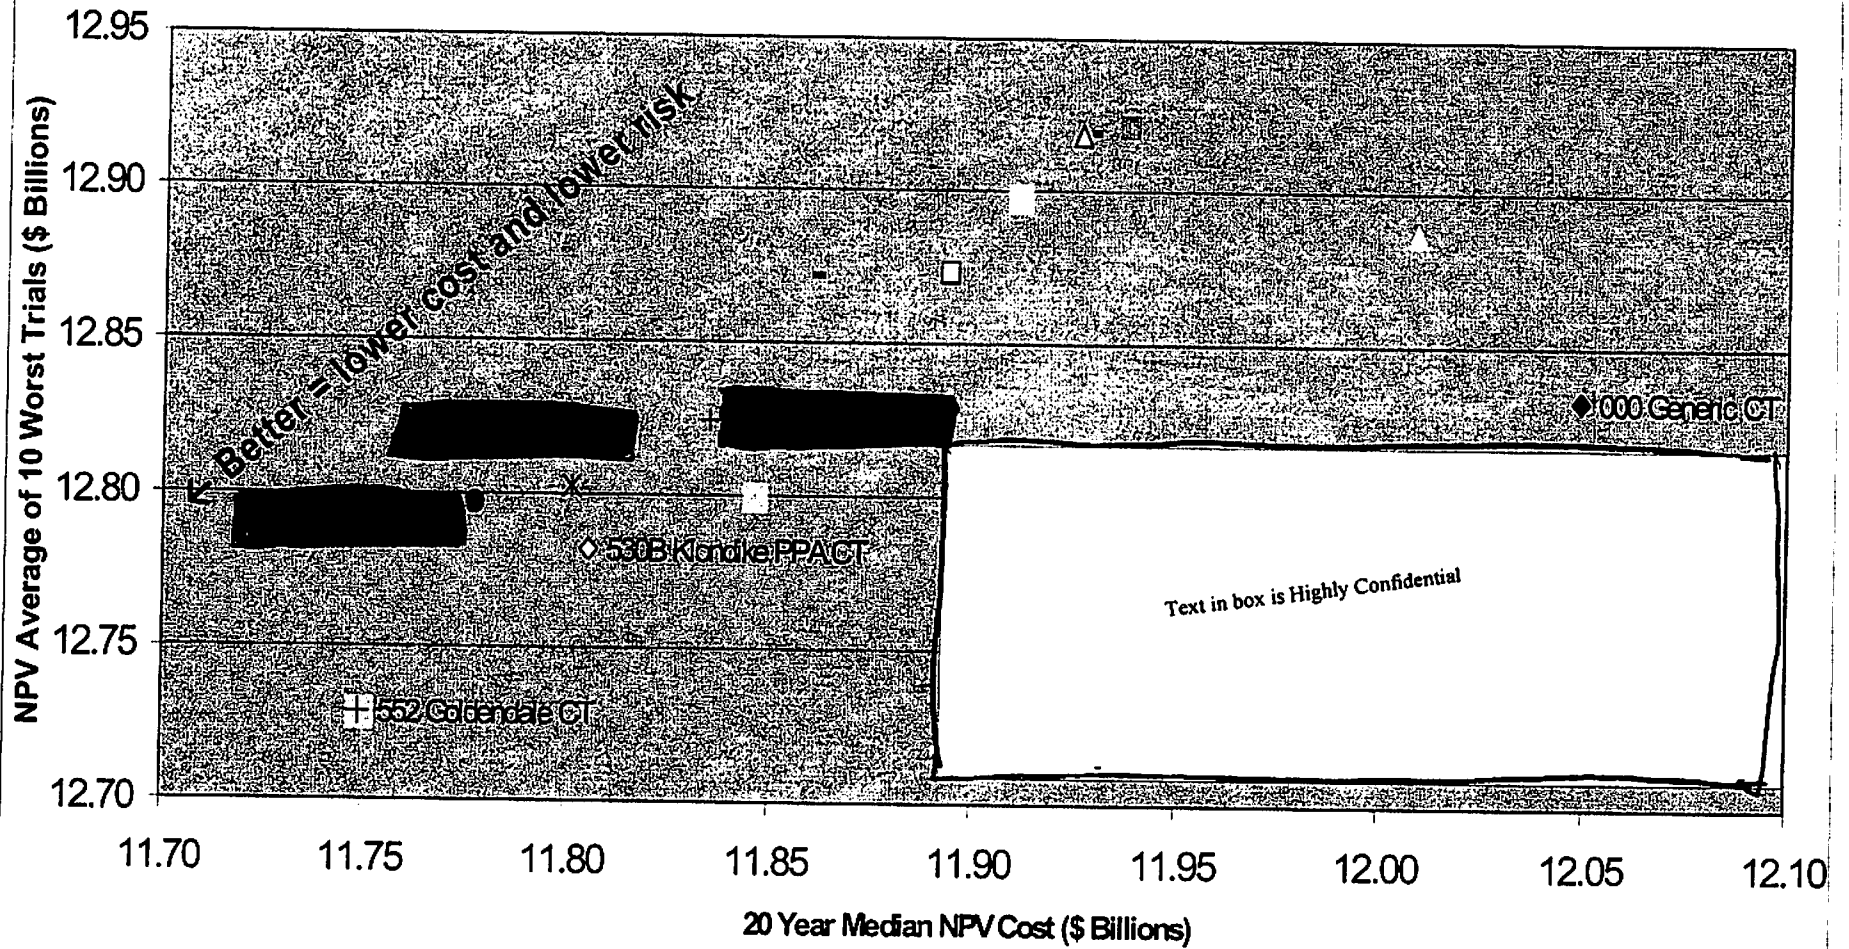 12.95
12.90
12.85
12.80
12.75
12.70
NPV Average of 10 Worst Trials ($ Billions)
Better = lower cost and lower risk
000 Generic CT
530B Klondike PPA CT
Text in box is Highly Confidential
552 Goldendale CT
11.70 11.75 11.80 11.85 11.90 11.95 12.00 12.05 12.10
20 Year Median NPV Cost ($ Billions)